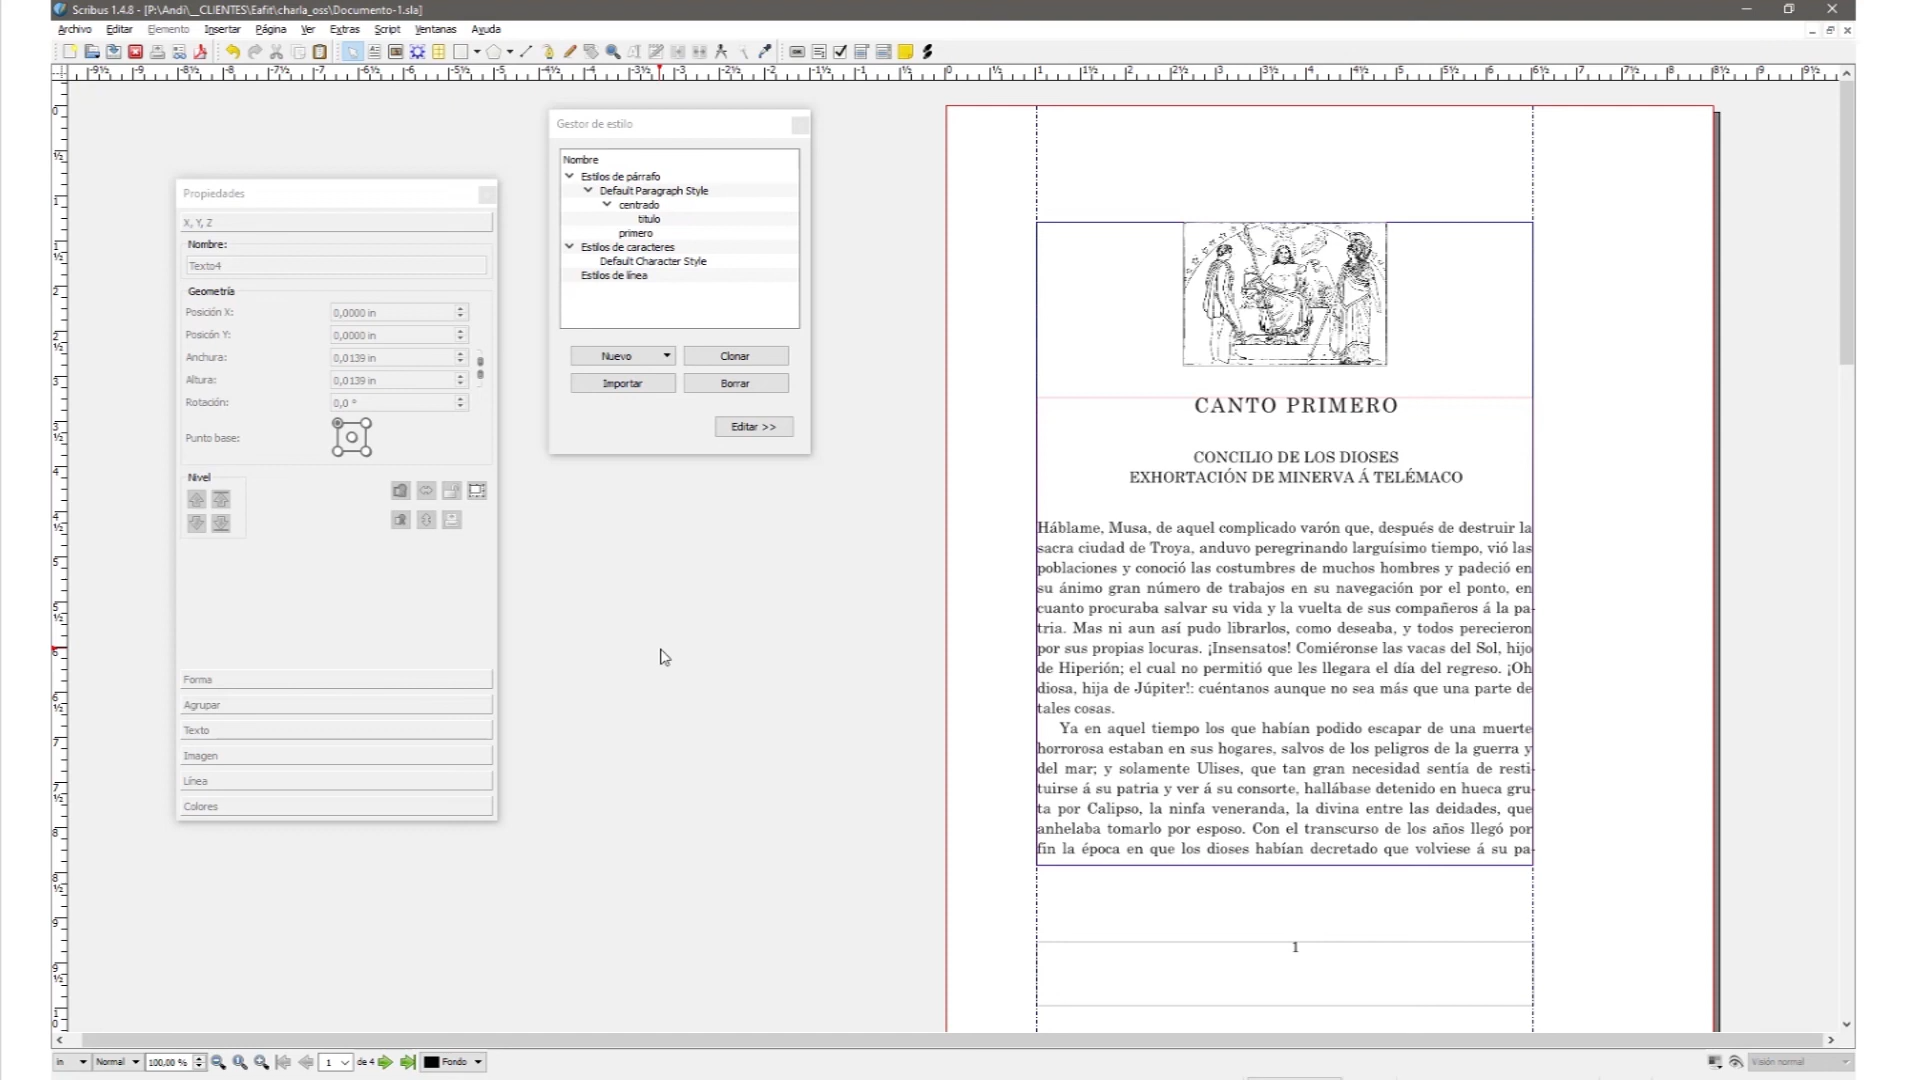 Scribus 1.4.8 - [P:\Andi\__CLIENTES\Eafit\charla_oss\Documento-1.sla]
Archivo Editar Elemento Insertar Página Ver Extras Script Ventanas Ayuda
Gestor de estilo
Nombre
Estilos de párrafo
Default Paragraph Style
centrado
titulo
primero
Estilos de caracteres
Default Character Style
Estilos de línea
Nuevo
Clonar
Importar
Borrar
Editar >>
Propiedades
X, Y, Z
Nombre:
Texto4
Geometría
Posición X:
0,0000 in
Posicón Y:
0,0000 in
Anchura:
0,0139 in
Altura:
0,0139 in
Rotación:
0,0 °
Punto base:
Nivel
Forma
Agrupar
Texto
Imagen
Línea
Colores
CANTO PRIMERO
CONCILIO DE LOS DIOSES
EXHORTACIÓN DE MINERVA Á TELÉMACO
Háblame, Musa, de aquel complicado varón que, después de destruir la
sacra ciudad de Troya, anduvo peregrinando larguísimo tiempo, vió las
poblaciones y conoció las costumbres de muchos hombres y padeció en
su ánimo gran número de trabajos en su navegación por el ponto, en
cuanto procuraba salvar su vida y la vuelta de sus compañeros á la pa-
tria. Mas ni aun así pudo librarlos, como deseaba, y todos perecieron
por sus propias locuras. ¡Insensatos! Comiéronse las vacas del Sol, hijo
de Hiperión; el cual no permitió que les llegara el día del regreso. ¡Oh
diosa, hija de Júpiter!: cuéntanos aunque no sea más que una parte de
tales cosas.
Ya en aquel tiempo los que habían podido escapar de una muerte
horrorosa estaban en sus hogares, salvos de los peligros de la guerra y
del mar; y solamente Ulises, que tan gran necesidad sentía de resti-
tuirse á su patria y ver á su consorte, hallábase detenido en hueca gru-
ta por Calipso, la ninfa veneranda, la divina entre las deidades, que
anhelaba tomarlo por esposo. Con el transcurso de los años llegó por
fin la época en que los dioses habían decretado que volviese á su pa-
1
in Normal 100,00 % 1 de 4 Fondo Visión normal